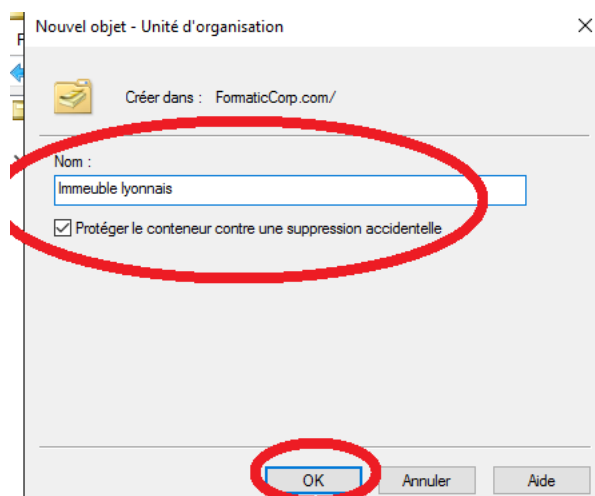 Nouvel objet - Unité d'organisation
F
Créer dans : FormaticCorp.com/
Nom :
Immeuble lyonnais
Protéger le conteneur contre une suppression accidentelle
OK Annuler Aide